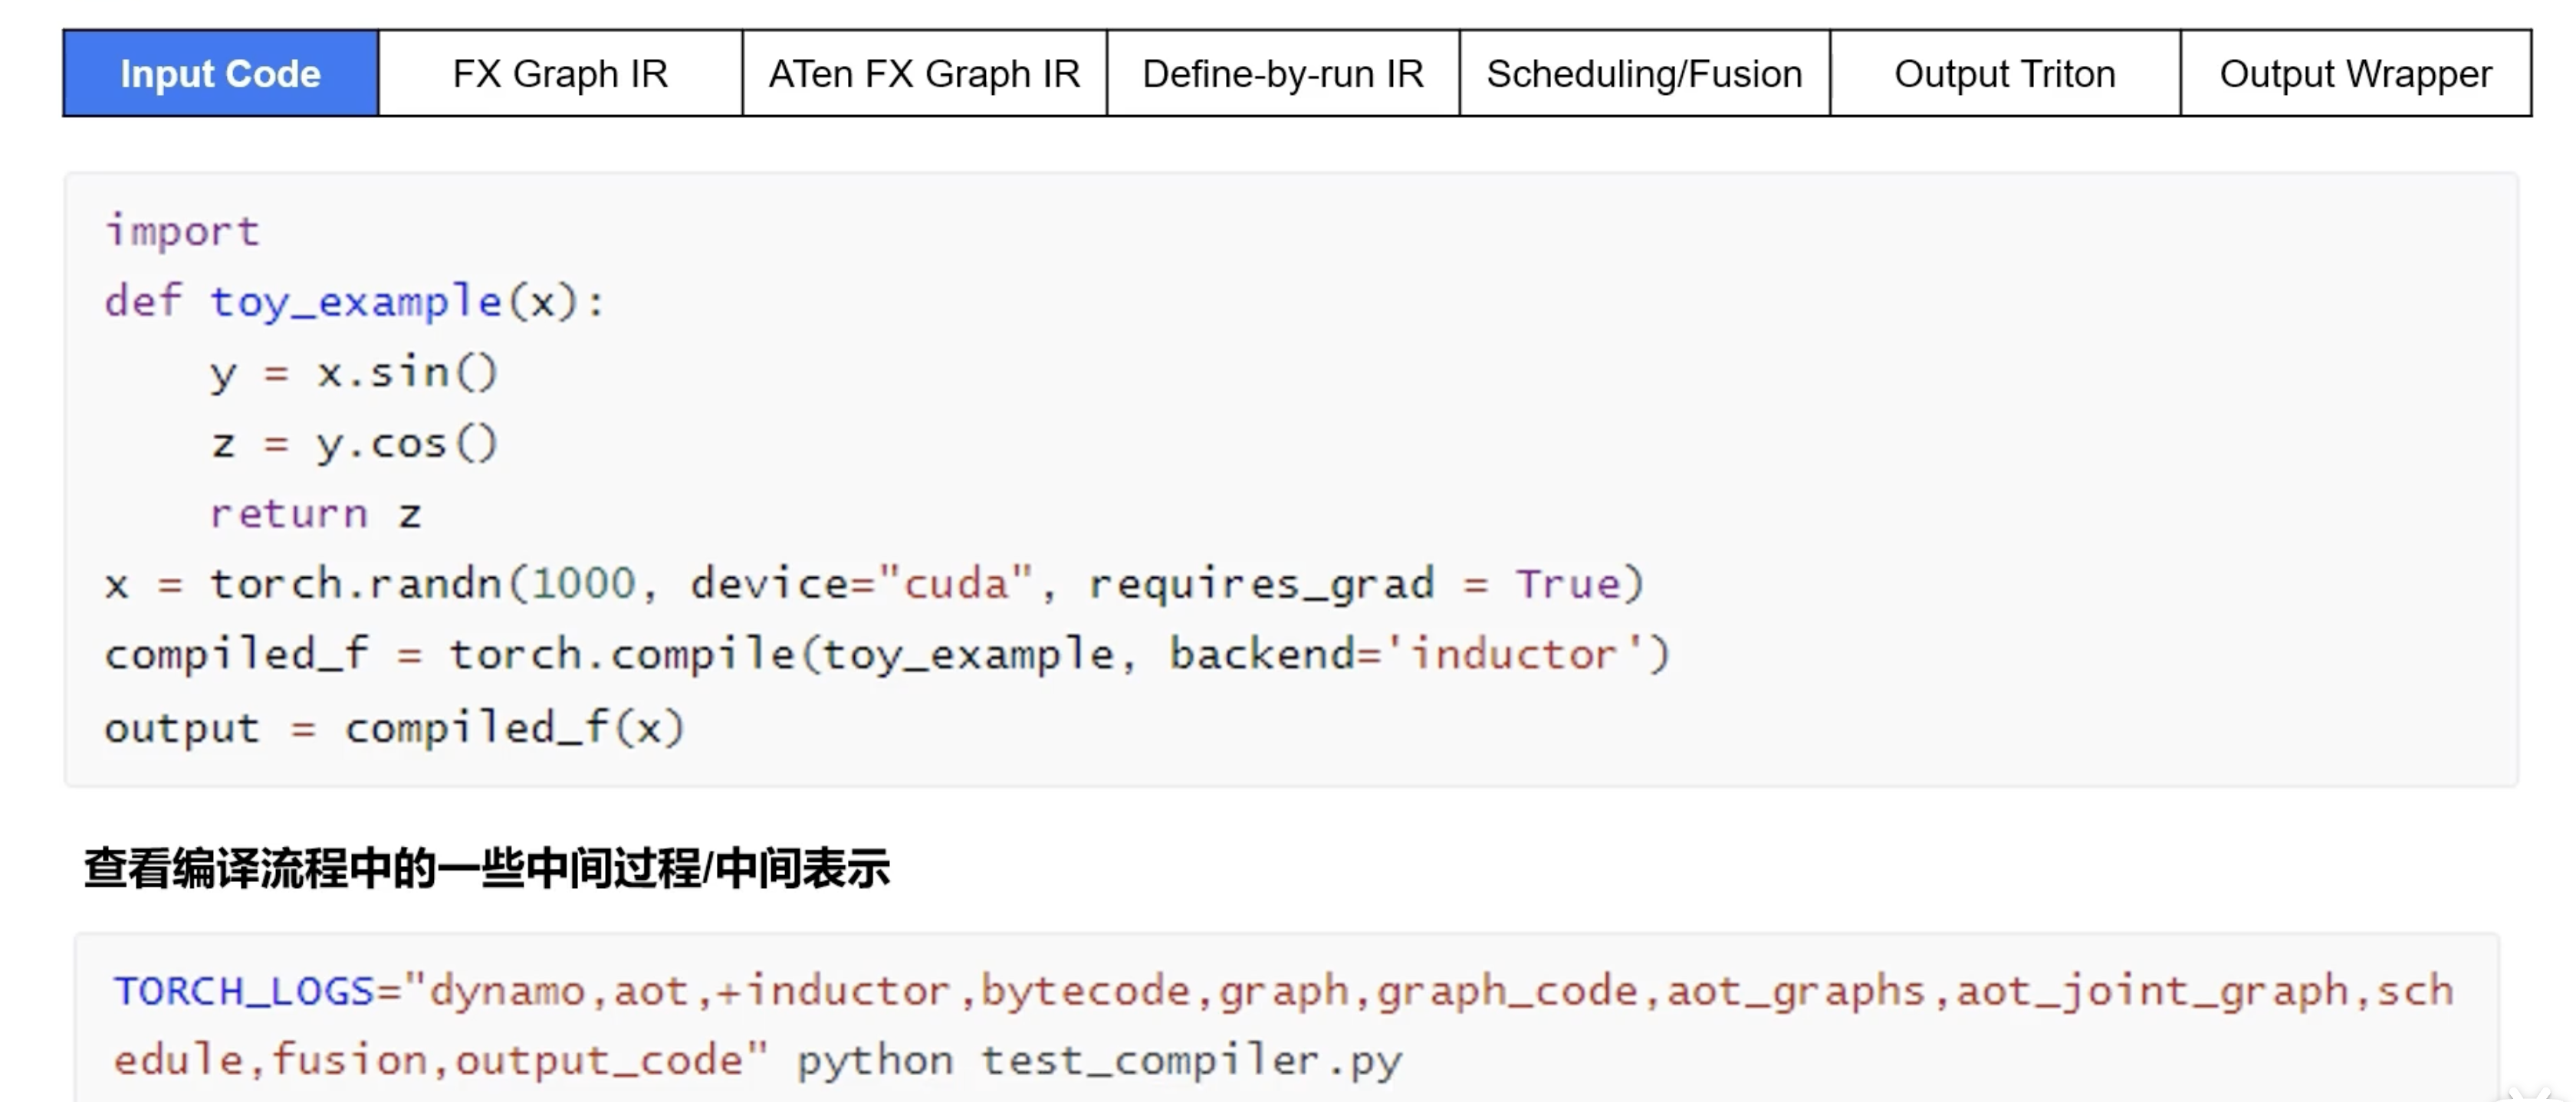 Input Code FX Graph IR ATen FX Graph IR Define-by-run IR Scheduling/Fusion Output Triton Output Wrapper
import
def toy_example(x):
    y = x.sin()
    z = y.cos()
    return z
x = torch.randn(1000, device="cuda", requires_grad = True)
compiled_f = torch.compile(toy_example, backend='inductor')
output = compiled_f(x)
查看编译流程中的一些中间过程/中间表示
TORCH_LOGS="dynamo,aot,+inductor,bytecode,graph,graph_code,aot_graphs,aot_joint_graph,sch
edule,fusion,output_code" python test_compiler.py